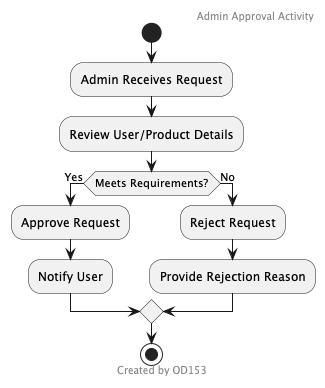 Admin Approval Activity
Admin Receives Request
Review User/Product Details
Yes
Meets Requirements?
No
Approve Request
Reject Request
Notify User
Provide Rejection Reason
Created by OD153